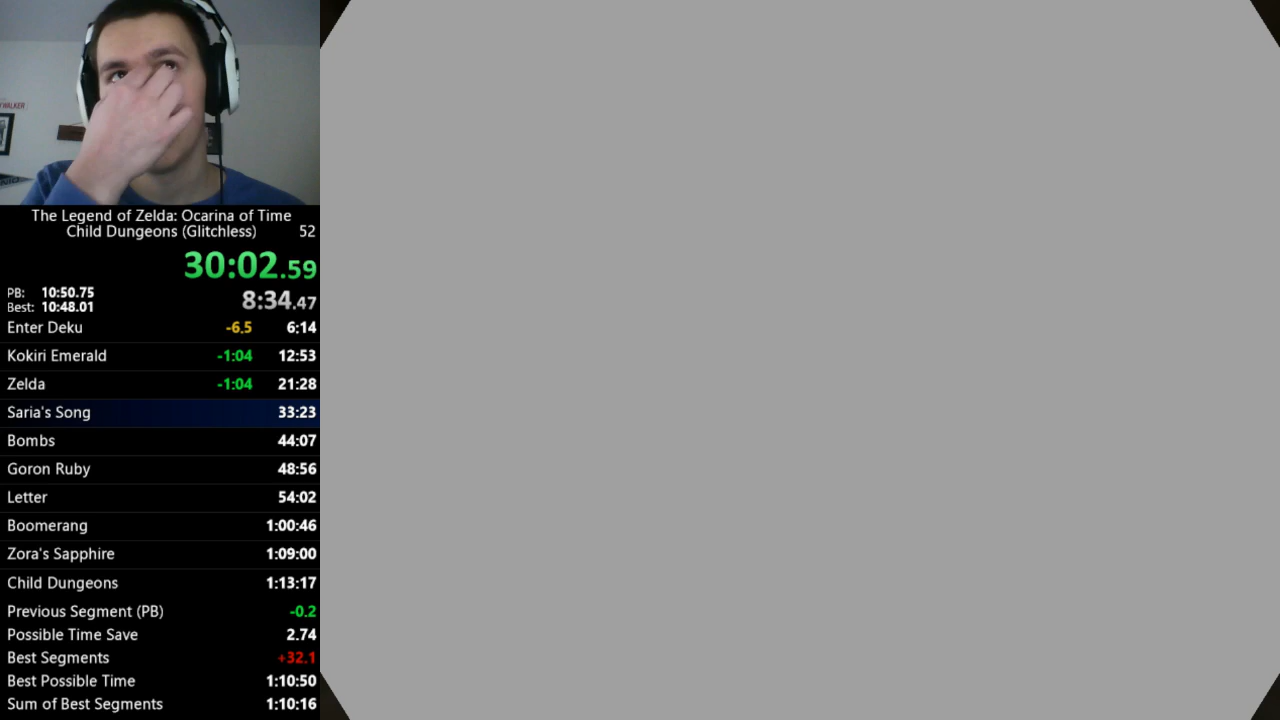 WALKER
The Legend of Zelda: Ocarina of Time
Child Dungeons (Glitchless) 52
30:02.59
PB: 10:50.75
8:34.47
Best: 10:48.01
Enter Deku -6.5 6:14
Kokiri Emerald -1:04 12:53
Zelda -1:04 21:28
Saria's Song 33:23
Bombs 44:07
Goron Ruby 48:56
Letter 54:02
Boomerang 1:00:46
Zora's Sapphire 1:09:00
Child Dungeons 1:13:17
Previous Segment (PB) -0.2
Possible Time Save 2.74
Best Segments +32.1
Best Possible Time 1:10:50
Sum of Best Segments 1:10:16